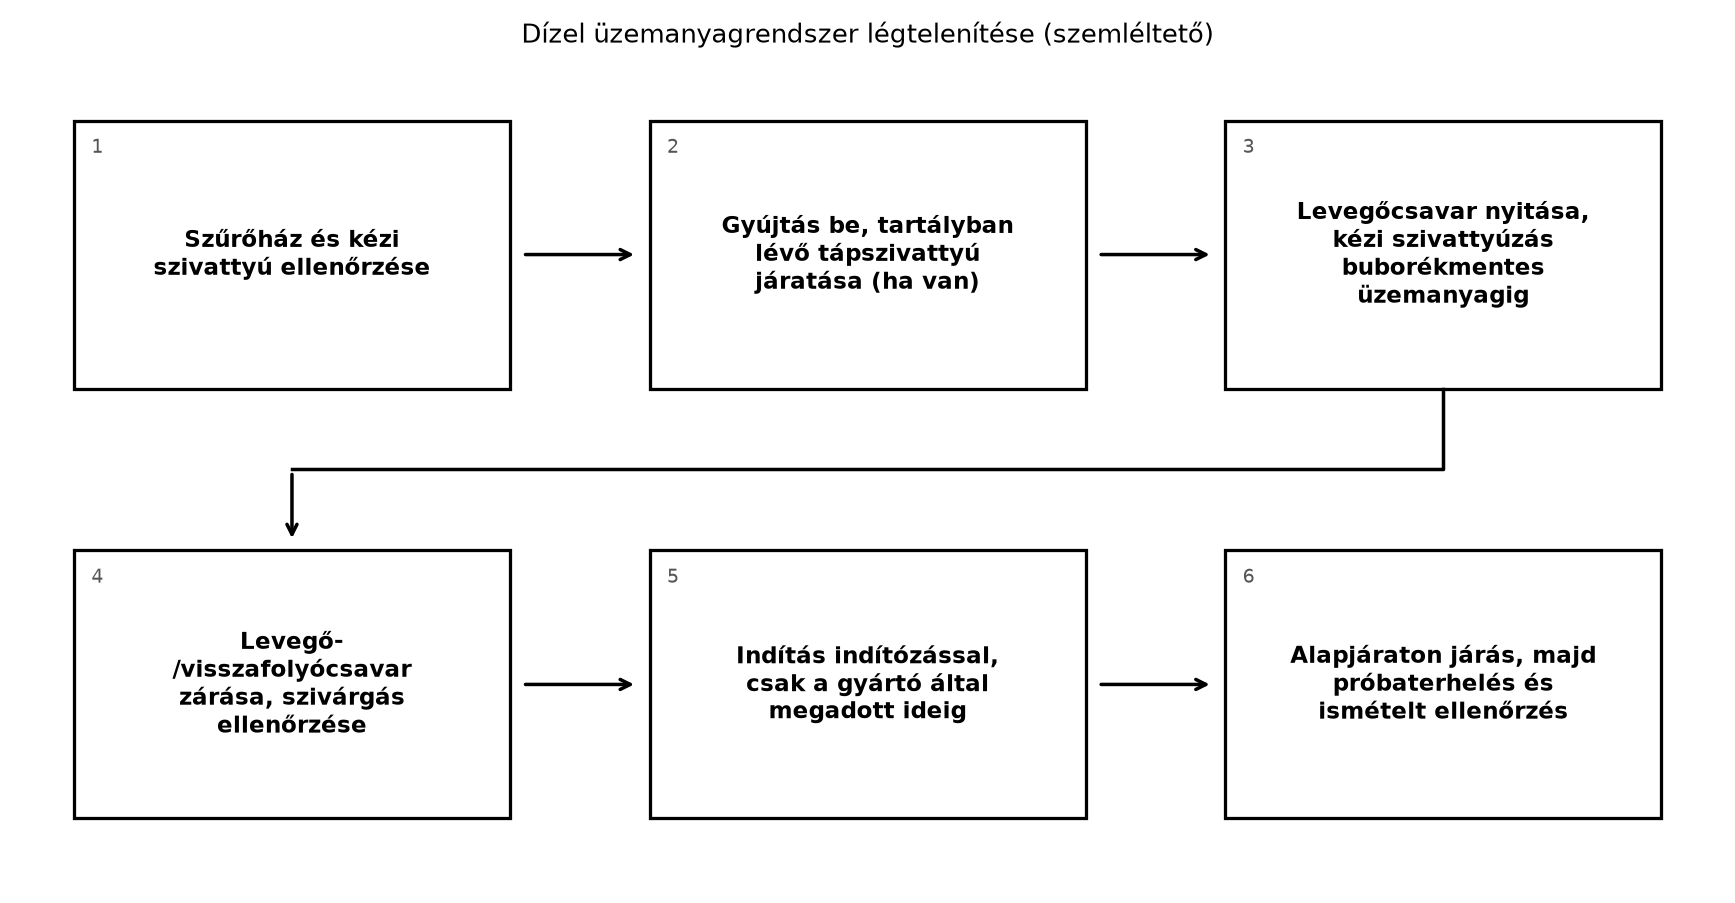 Dízel üzemanyagrendszer légtelenítése (szemléltető)
1
Szűrőház és kézi
szivattyú ellenőrzése
2
Gyújtás be, tartályban
lévő tápszivattyú
járatása (ha van)
3
Levegőcsavar nyitása,
kézi szivattyúzás
buborékmentes
üzemanyagig
4
Levegő-
/visszafolyócsavar
zárása, szivárgás
ellenőrzése
5
Indítás indítózással,
csak a gyártó által
megadott ideig
6
Alapjáraton járás, majd
próbaterhelés és
ismételt ellenőrzés